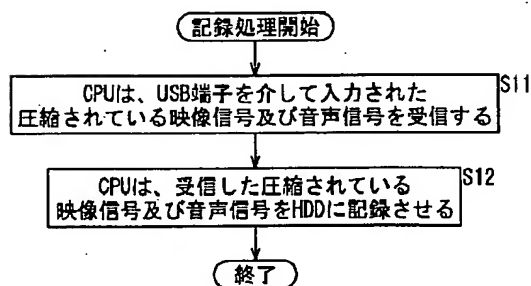 記録処理開始
S11
CPUは、USB端子を介して入力された
圧縮されている映像信号及び音声信号を受信する
S12
CPUは、受信した圧縮されている
映像信号及び音声信号をHDDに記録させる
終了